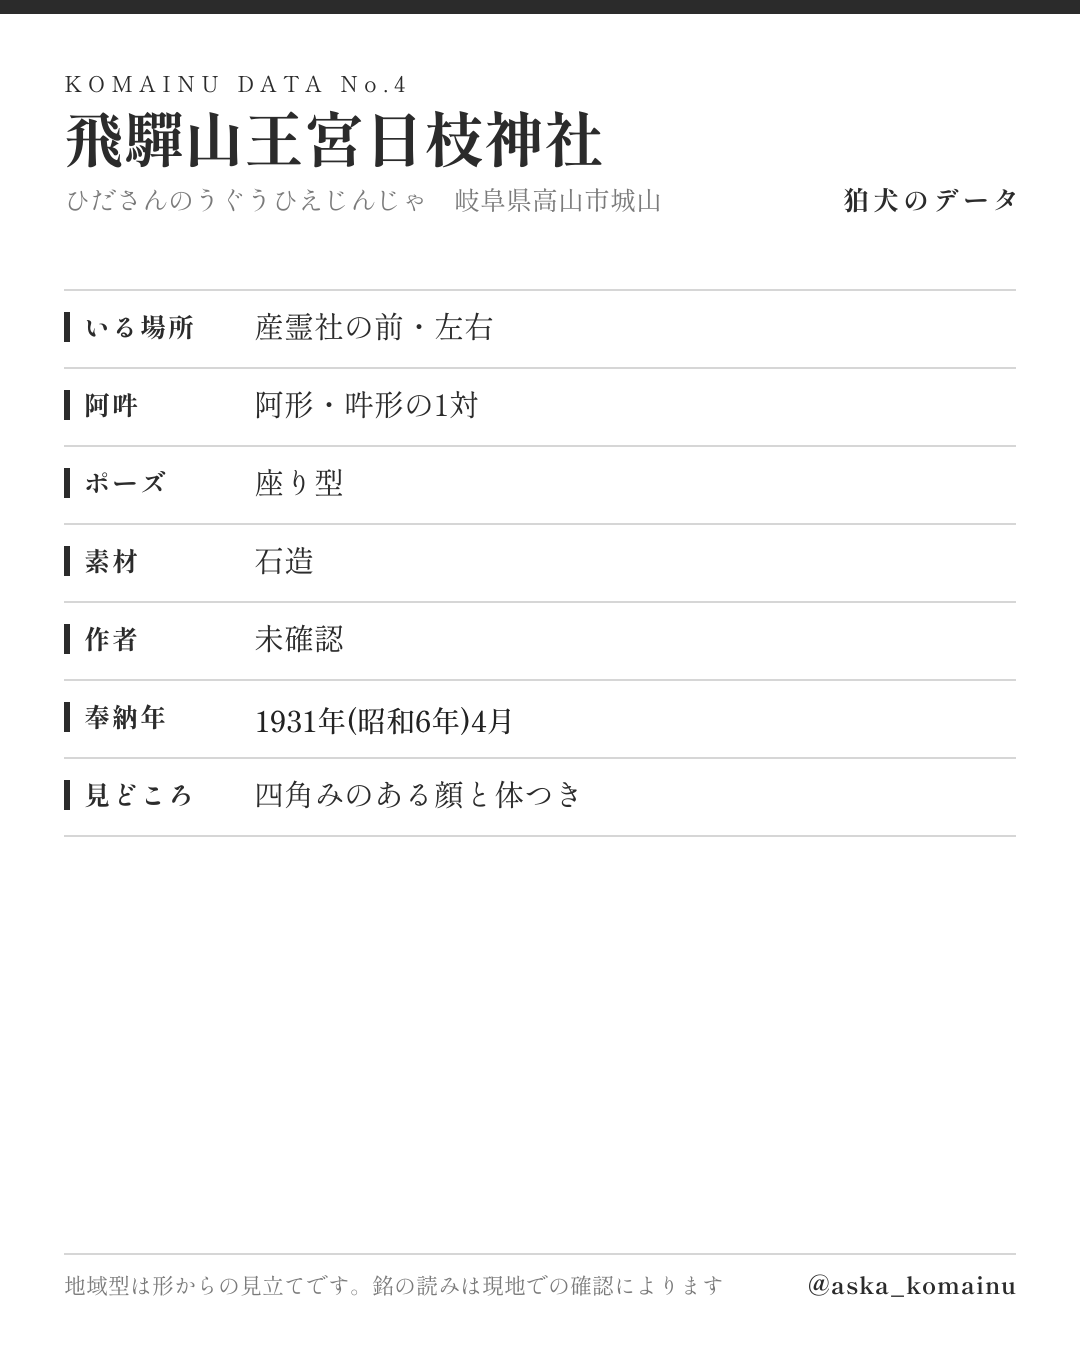 KOMAINU DATA No.4
飛驒山王宮日枝神社
ひださんのうぐうひえじんじゃ　岐阜県高山市城山
狛犬のデータ
いる場所　産霊社の前・左右
阿吽　阿形・吽形の1対
ポーズ　座り型
素材　石造
作者　未確認
奉納年　1931年(昭和6年)4月
見どころ　四角みのある顔と体つき
地域型は形からの見立てです。銘の読みは現地での確認によります
@aska_komainu